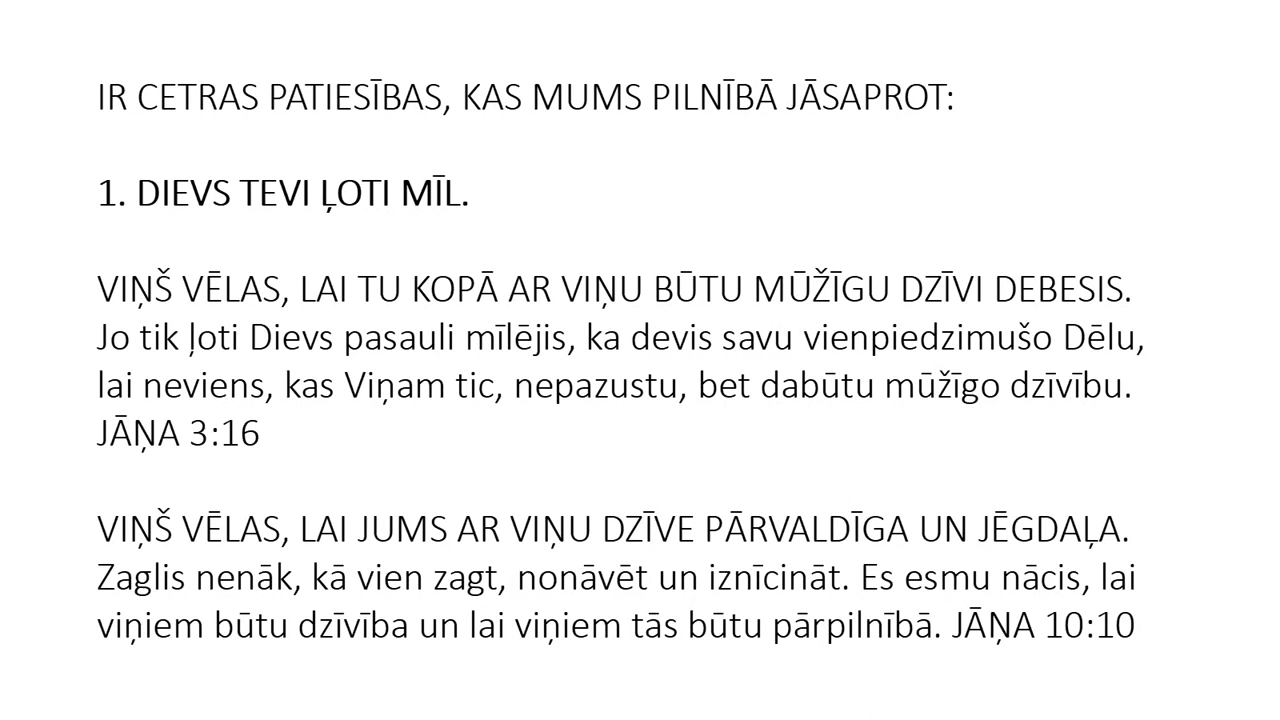 IR CETRAS PATIESĪBAS, KAS MUMS PILNĪBĀ JĀSAPROT:
1. DIEVS TEVI ĻOTI MĪL.
VIŅŠ VĒLAS, LAI TU KOPĀ AR VIŅU BŪTU MŪŽĪGU DZĪVI DEBESIS.
Jo tik ļoti Dievs pasauli mīlējis, ka devis savu vienpiedzimušo Dēlu,
lai neviens, kas Viņam tic, nepazustu, bet dabūtu mūžīgo dzīvību.
JĀŅA 3:16
VIŅŠ VĒLAS, LAI JUMS AR VIŅU DZĪVE PĀRVALDĪGA UN JĒGDAĻA.
Zaglis nenāk, kā vien zagt, nonāvēt un iznīcināt. Es esmu nācis, lai
viņiem būtu dzīvība un lai viņiem tās būtu pārpilnībā. JĀŅA 10:10